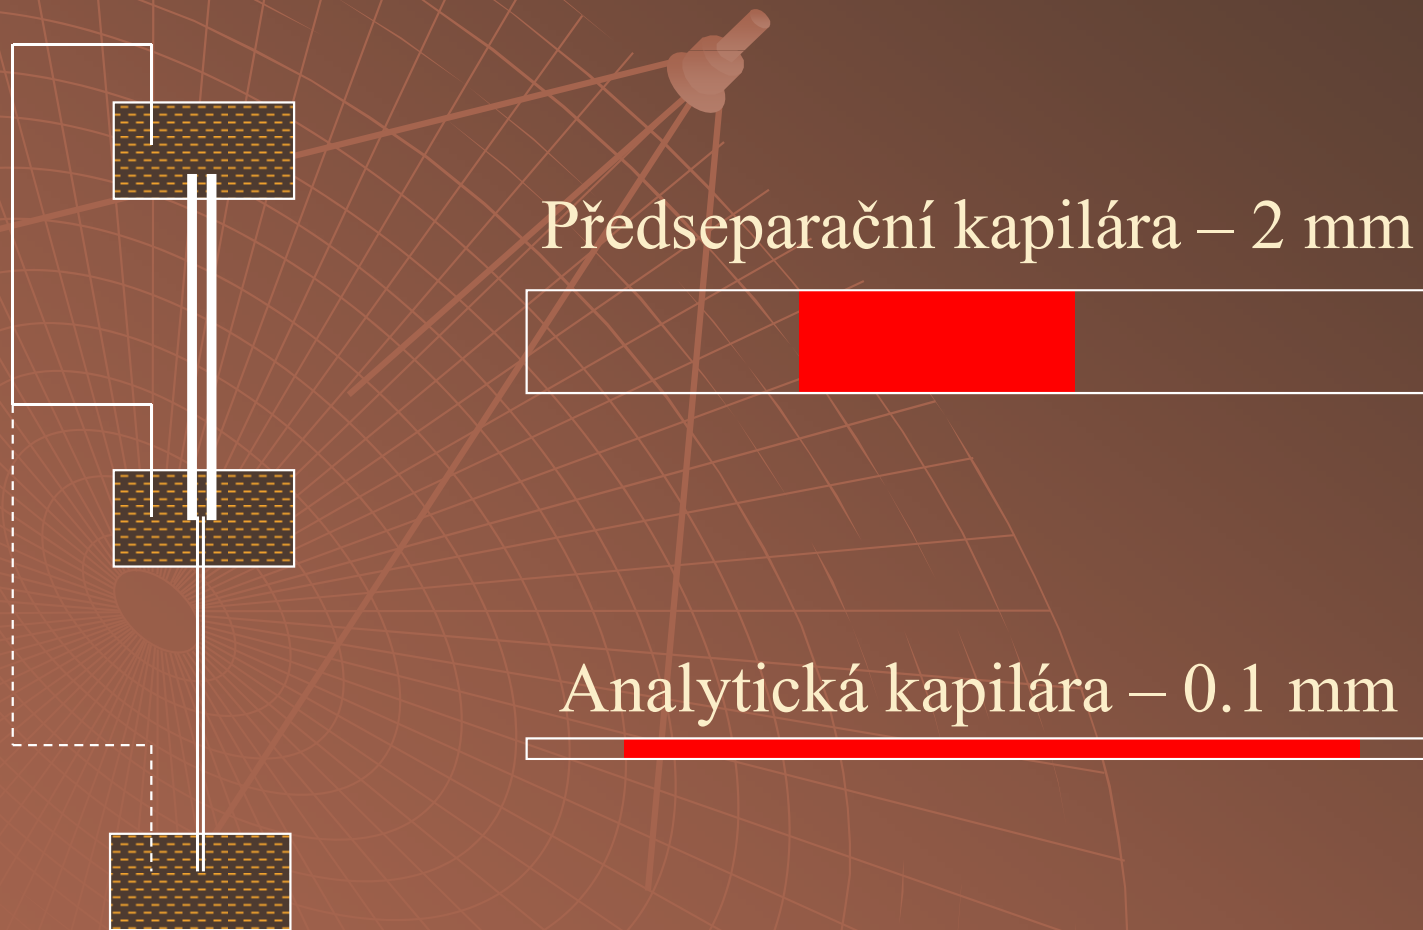 Předseparační kapilára – 2 mm
Analytická kapilára – 0.1 mm